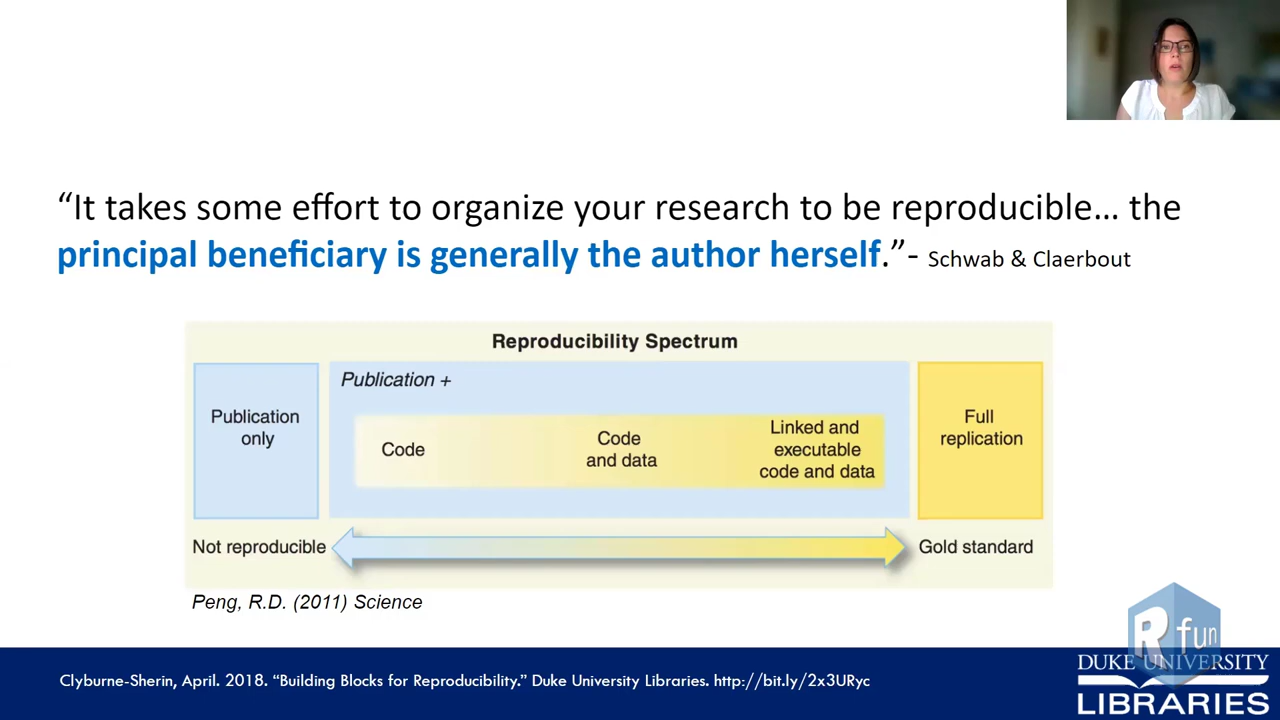 “It takes some effort to organize your research to be reproducible… the
principal beneficiary is generally the author herself.”- Schwab & Claerbout
Reproducibility Spectrum
Publication only
Publication +
Code
Code and data
Linked and executable code and data
Full replication
Not reproducible
Gold standard
Peng, R.D. (2011) Science
R fun
Clyburne-Sherin, April. 2018. “Building Blocks for Reproducibility.” Duke University Libraries. http://bit.ly/2x3URyc
DUKE UNIVERSITY
LIBRARIES